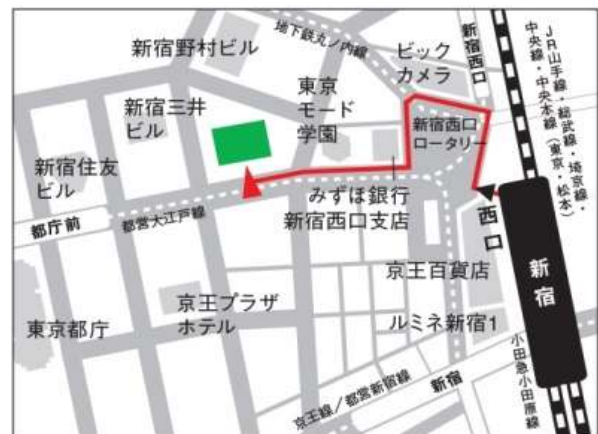 地下鉄丸ノ内線
新宿野村ビル
ビック
カメラ
新宿西口
JR山手線・総武線・埼京線・
中央線・中央本線（東京・松本）
東京
モード
学園
新宿三井
ビル
新宿西口
ロータリー
新宿住友
ビル
みずほ銀行
新宿西口支店
西口
都庁前
都営大江戸線
新宿
京王百貨店
京王プラザ
ホテル
東京都庁
ルミネ新宿1
小田急小田原線
新宿
京王線／都営新宿線